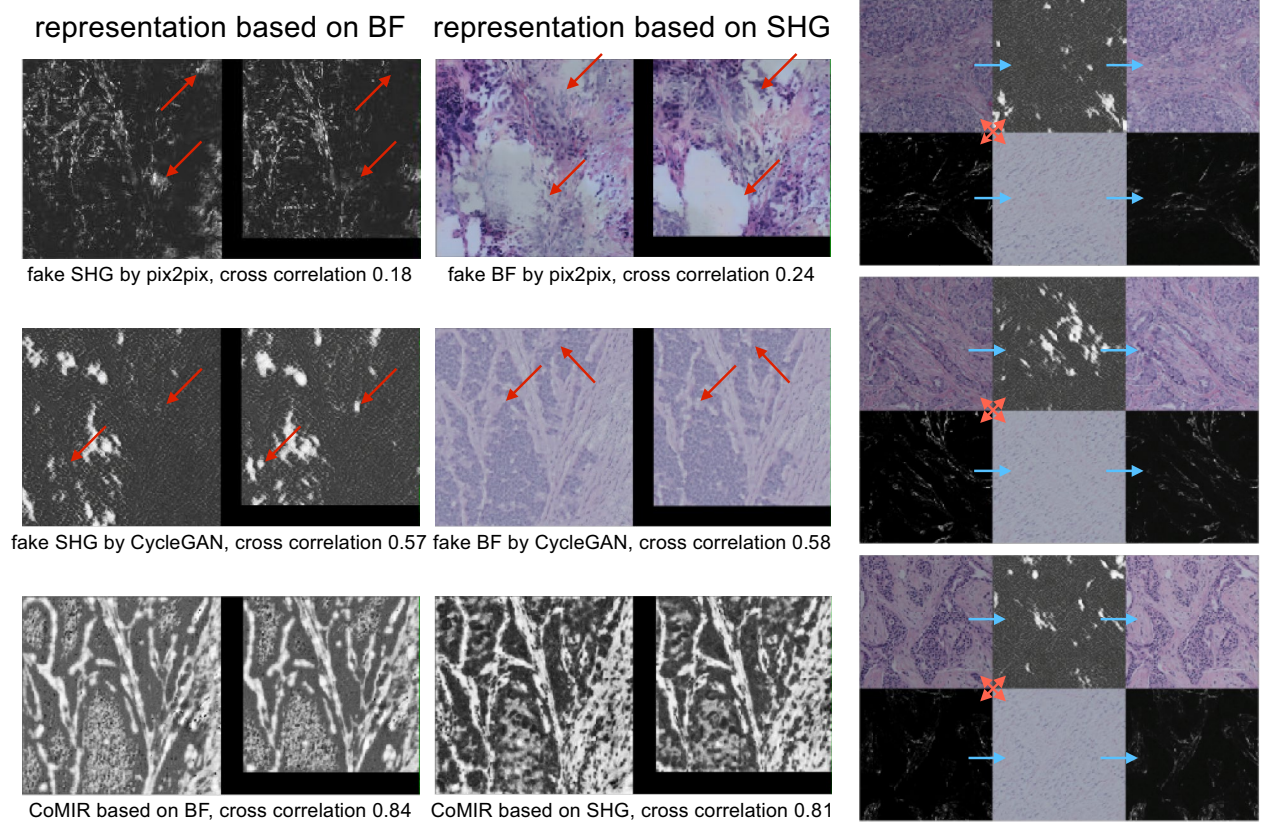 representation based on BF
representation based on SHG
fake SHG by pix2pix, cross correlation 0.18
fake BF by pix2pix, cross correlation 0.24
fake SHG by CycleGAN, cross correlation 0.57
fake BF by CycleGAN, cross correlation 0.58
CoMIR based on BF, cross correlation 0.84
CoMIR based on SHG, cross correlation 0.81